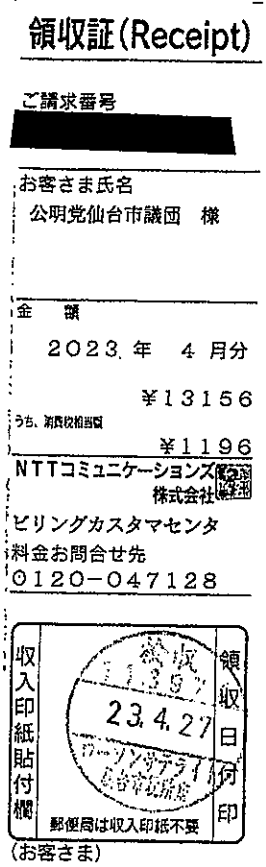 領収証(Receipt)
ご請求番号
お客さま氏名
公明党仙台市議団 様
金 額
2023. 年 4 月分
¥13156
うち、消費税相当額
¥1196
NTTコミュニケーションズ
株式会社
ビリングカスタマセンタ
料金お問合せ先
0120-047128
収入印紙貼付欄
領収日付印
23.4.27
郵便局は収入印紙不要
(お客さま)